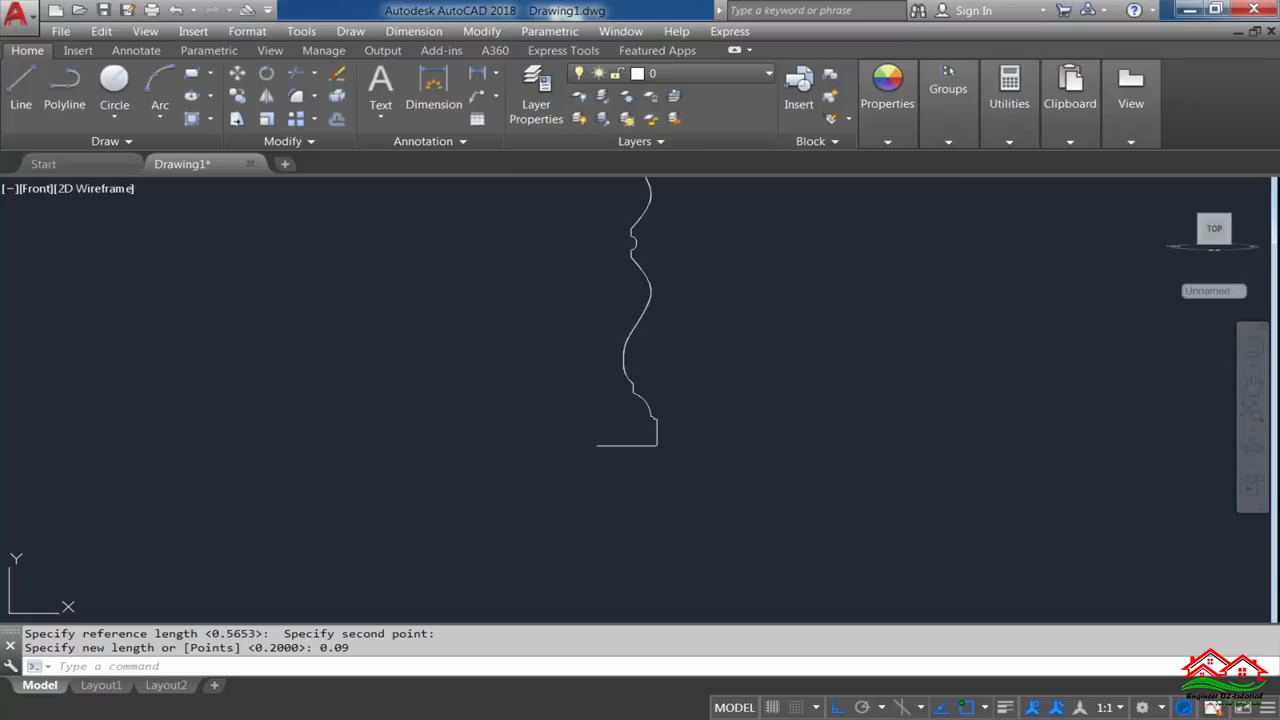 Autodesk AutoCAD 2018 Drawing1.dwg
Type a keyword or phrase
Sign In
File Edit View Insert Format Tools Draw Dimension Modify Parametric Window Help Express
Home Insert Annotate Parametric View Manage Output Add-ins A360 Express Tools Featured Apps
0
Line Polyline Circle Arc Text Dimension Layer Properties Insert Properties Groups Utilities Clipboard View
Draw Modify Annotation Layers Block
Start Drawing1*
[−][Front][2D Wireframe]
TOP
Unnamed
Y
X
Specify reference length <0.5653>: Specify second point:
Specify new length or [Points] <0.2000>: 0.09
Type a command
Model Layout1 Layout2
MODEL 1:1
Engineer DZ-tutorial